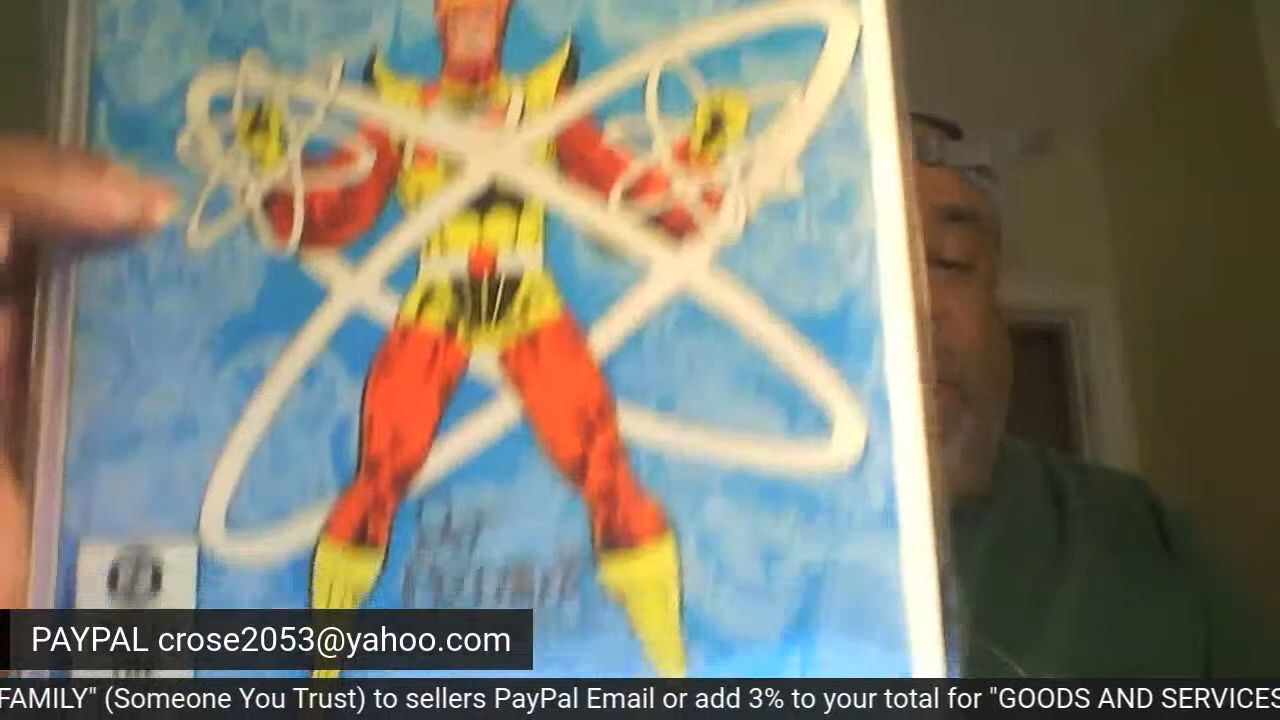 PAYPAL crose2053@yahoo.com
FAMILY" (Someone You Trust) to sellers PayPal Email or add 3% to your total for "GOODS AND SERVICES